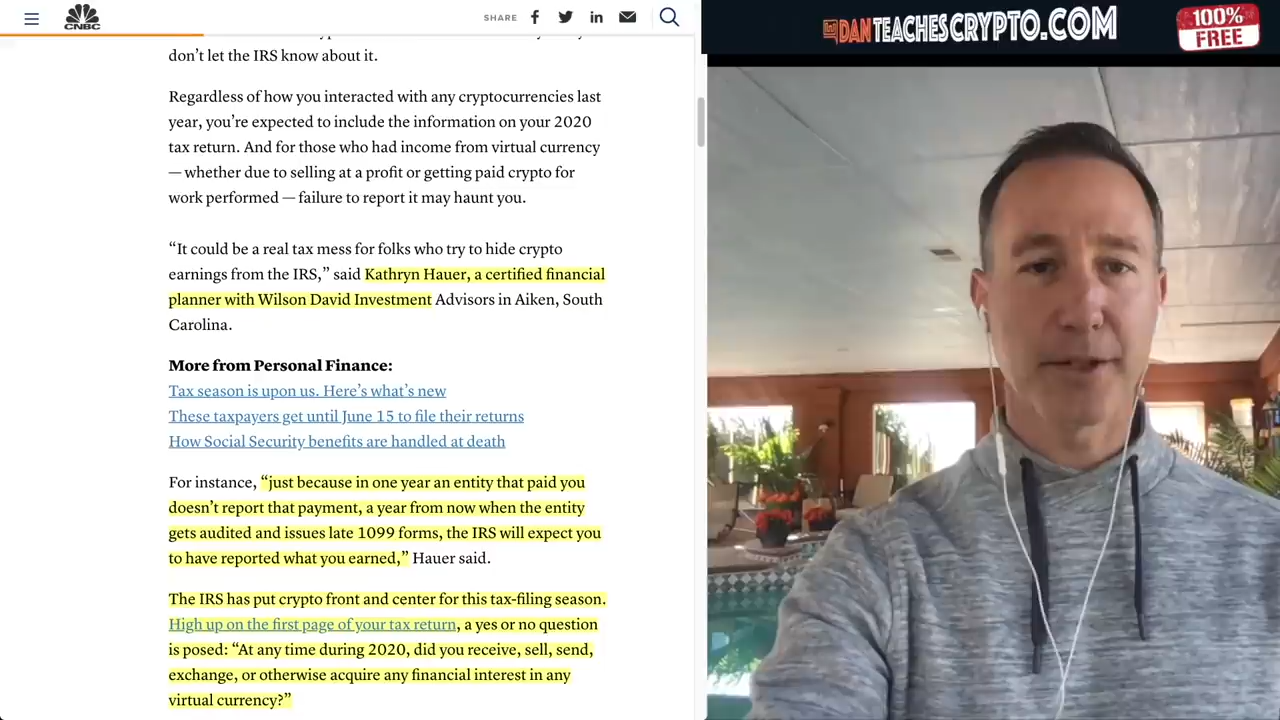 CNBC
SHARE
don’t let the IRS know about it.
Regardless of how you interacted with any cryptocurrencies last
year, you’re expected to include the information on your 2020
tax return. And for those who had income from virtual currency
— whether due to selling at a profit or getting paid crypto for
work performed — failure to report it may haunt you.
“It could be a real tax mess for folks who try to hide crypto
earnings from the IRS,” said Kathryn Hauer, a certified financial
planner with Wilson David Investment Advisors in Aiken, South
Carolina.
More from Personal Finance:
Tax season is upon us. Here’s what’s new
These taxpayers get until June 15 to file their returns
How Social Security benefits are handled at death
For instance, “just because in one year an entity that paid you
doesn’t report that payment, a year from now when the entity
gets audited and issues late 1099 forms, the IRS will expect you
to have reported what you earned,” Hauer said.
The IRS has put crypto front and center for this tax-filing season.
High up on the first page of your tax return, a yes or no question
is posed: “At any time during 2020, did you receive, sell, send,
exchange, or otherwise acquire any financial interest in any
virtual currency?”
DANTEACHESCRYPTO.COM
100%
FREE